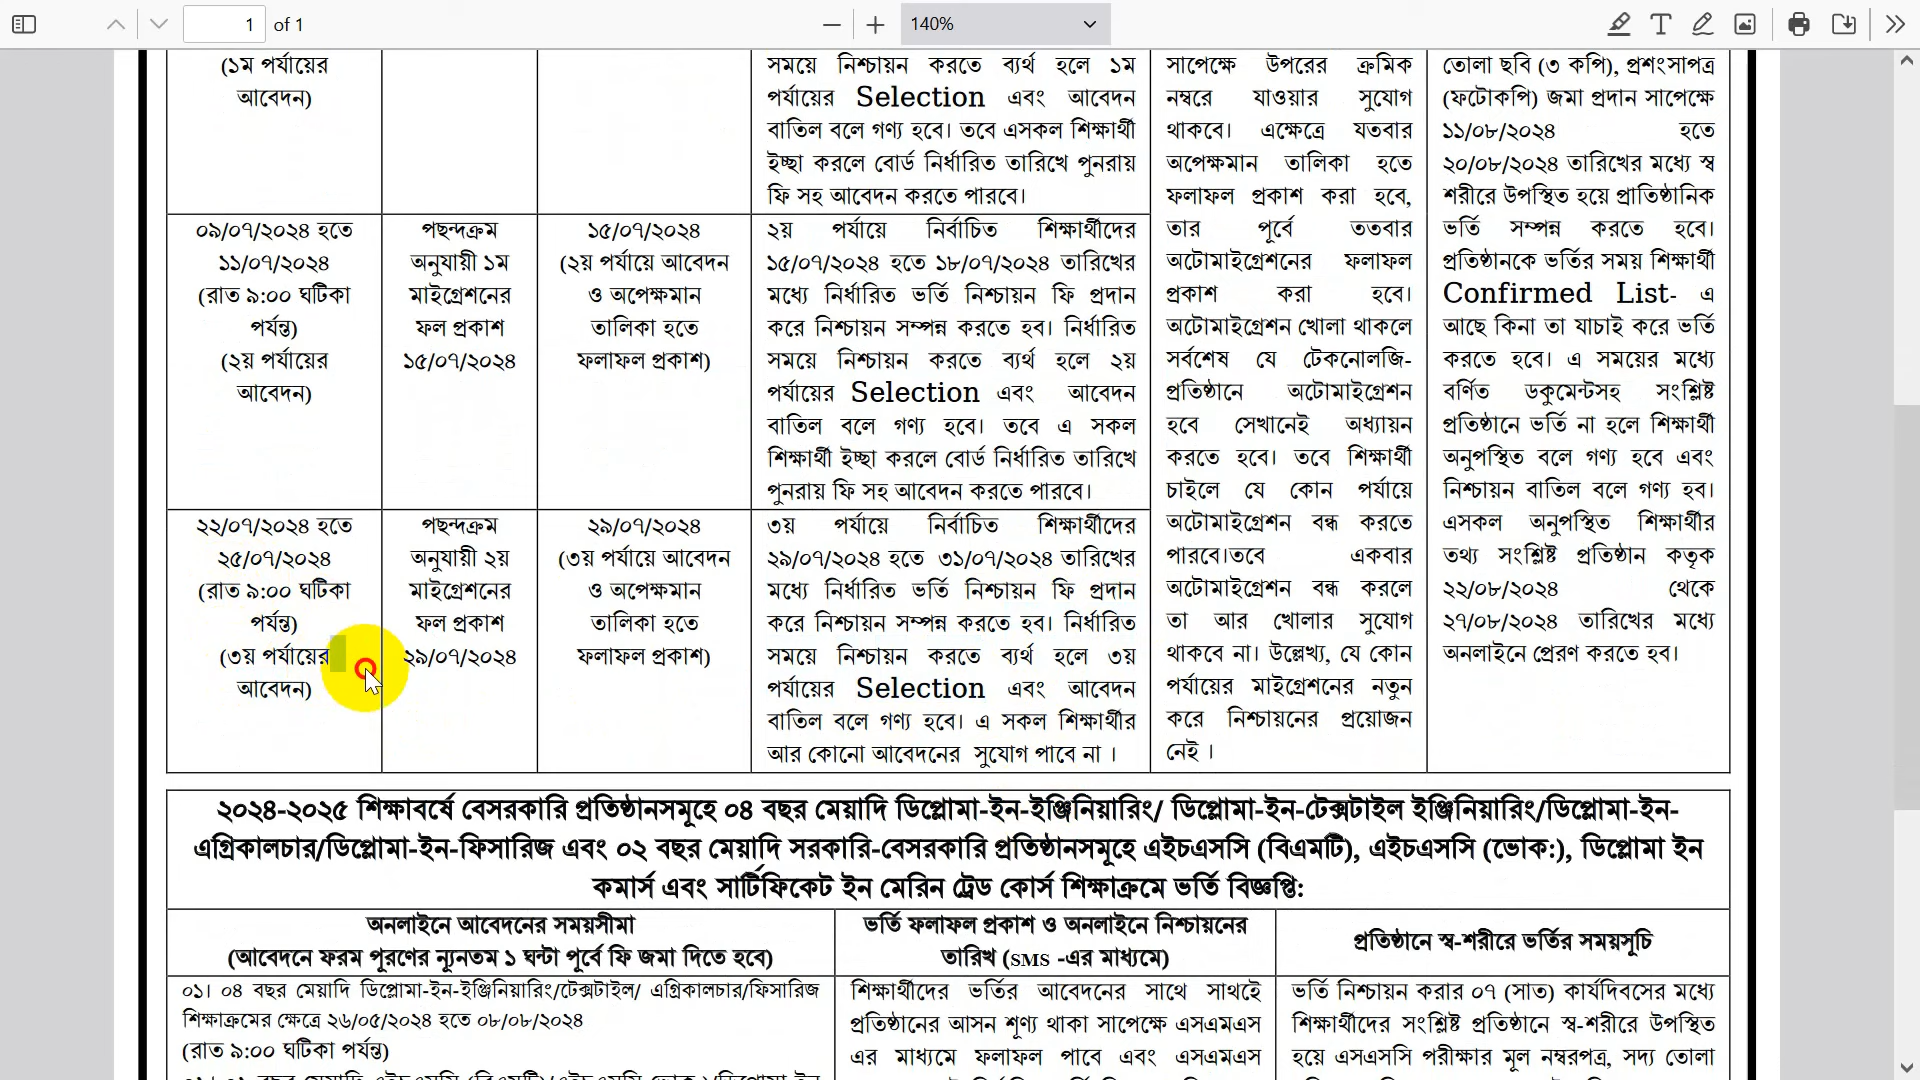 1 of 1
140%
(১ম পর্যায়ের
আবেদন)
সময়ে নিশ্চায়ন করতে ব্যর্থ হলে ১ম
পর্যায়ের Selection এবং আবেদন
বাতিল বলে গণ্য হবে। তবে এসকল শিক্ষার্থী
ইচ্ছা করলে বোর্ড নির্ধারিত তারিখে পুনরায়
ফি সহ আবেদন করতে পারবে।
০৯/০৭/২০২৪ হতে
১১/০৭/২০২৪
(রাত ৯:০০ ঘটিকা
পর্যন্ত)
(২য় পর্যায়ের
আবেদন)
পছন্দক্রম
অনুযায়ী ১ম
মাইগ্রেশনের
ফল প্রকাশ
১৫/০৭/২০২৪
১৫/০৭/২০২৪
(২য় পর্যায়ে আবেদন
ও অপেক্ষমান
তালিকা হতে
ফলাফল প্রকাশ)
২য় পর্যায়ে নির্বাচিত শিক্ষার্থীদের
১৫/০৭/২০২৪ হতে ১৮/০৭/২০২৪ তারিখের
মধ্যে নির্ধারিত ভর্তি নিশ্চায়ন ফি প্রদান
করে নিশ্চায়ন সম্পন্ন করতে হব। নির্ধারিত
সময়ে নিশ্চায়ন করতে ব্যর্থ হলে ২য়
পর্যায়ের Selection এবং আবেদন
বাতিল বলে গণ্য হবে। তবে এ সকল
শিক্ষার্থী ইচ্ছা করলে বোর্ড নির্ধারিত তারিখে
পুনরায় ফি সহ আবেদন করতে পারবে।
২২/০৭/২০২৪ হতে
২৫/০৭/২০২৪
(রাত ৯:০০ ঘটিকা
পর্যন্ত)
(৩য় পর্যায়ের
আবেদন)
পছন্দক্রম
অনুযায়ী ২য়
মাইগ্রেশনের
ফল প্রকাশ
২৯/০৭/২০২৪
২৯/০৭/২০২৪
(৩য় পর্যায়ে আবেদন
ও অপেক্ষমান
তালিকা হতে
ফলাফল প্রকাশ)
৩য় পর্যায়ে নির্বাচিত শিক্ষার্থীদের
২৯/০৭/২০২৪ হতে ৩১/০৭/২০২৪ তারিখের
মধ্যে নির্ধারিত ভর্তি নিশ্চায়ন ফি প্রদান
করে নিশ্চায়ন সম্পন্ন করতে হব। নির্ধারিত
সময়ে নিশ্চায়ন করতে ব্যর্থ হলে ৩য়
পর্যায়ের Selection এবং আবেদন
বাতিল বলে গণ্য হবে। এ সকল শিক্ষার্থীর
আর কোনো আবেদনের সুযোগ পাবে না ।
সাপেক্ষে উপরের ক্রমিক
নম্বরে যাওয়ার সুযোগ
থাকবে। এক্ষেত্রে যতবার
অপেক্ষমান তালিকা হতে
ফলাফল প্রকাশ করা হবে,
তার পূর্বে ততবার
অটোমাইগ্রেশনের ফলাফল
প্রকাশ করা হবে।
অটোমাইগ্রেশন খোলা থাকলে
সর্বশেষ যে টেকনোলজি-
প্রতিষ্ঠানে অটোমাইগ্রেশন
হবে সেখানেই অধ্যায়ন
করতে হবে। তবে শিক্ষার্থী
চাইলে যে কোন পর্যায়ে
অটোমাইগ্রেশন বন্ধ করতে
পারবে।তবে একবার
অটোমাইগ্রেশন বন্ধ করলে
তা আর খোলার সুযোগ
থাকবে না। উল্লেখ্য, যে কোন
পর্যায়ের মাইগ্রেশনের নতুন
করে নিশ্চায়নের প্রয়োজন
নেই ।
তোলা ছবি (৩ কপি), প্রশংসাপত্র
(ফটোকপি) জমা প্রদান সাপেক্ষে
১১/০৮/২০২৪ হতে
২০/০৮/২০২৪ তারিখের মধ্যে স্ব
শরীরে উপস্থিত হয়ে প্রাতিষ্ঠানিক
ভর্তি সম্পন্ন করতে হবে।
প্রতিষ্ঠানকে ভর্তির সময় শিক্ষার্থী
Confirmed List- এ
আছে কিনা তা যাচাই করে ভর্তি
করতে হবে। এ সময়ের মধ্যে
বর্ণিত ডকুমেন্টসহ সংশ্লিষ্ট
প্রতিষ্ঠানে ভর্তি না হলে শিক্ষার্থী
অনুপস্থিত বলে গণ্য হবে এবং
নিশ্চায়ন বাতিল বলে গণ্য হব।
এসকল অনুপস্থিত শিক্ষার্থীর
তথ্য সংশ্লিষ্ট প্রতিষ্ঠান কতৃক
২২/০৮/২০২৪ থেকে
২৭/০৮/২০২৪ তারিখের মধ্যে
অনলাইনে প্রেরণ করতে হব।
২০২৪-২০২৫ শিক্ষাবর্ষে বেসরকারি প্রতিষ্ঠানসমূহে ০৪ বছর মেয়াদি ডিপ্লোমা-ইন-ইঞ্জিনিয়ারিং/ ডিপ্লোমা-ইন-টেক্সটাইল ইঞ্জিনিয়ারিং/ডিপ্লোমা-ইন-
এগ্রিকালচার/ডিপ্লোমা-ইন-ফিসারিজ এবং ০২ বছর মেয়াদি সরকারি-বেসরকারি প্রতিষ্ঠানসমূহে এইচএসসি (বিএমটি), এইচএসসি (ভোক:), ডিপ্লোমা ইন
কমার্স এবং সার্টিফিকেট ইন মেরিন ট্রেড কোর্স শিক্ষাক্রমে ভর্তি বিজ্ঞপ্তি:
অনলাইনে আবেদনের সময়সীমা
(আবেদনে ফরম পূরণের ন্যূনতম ১ ঘন্টা পূর্বে ফি জমা দিতে হবে)
ভর্তি ফলাফল প্রকাশ ও অনলাইনে নিশ্চায়নের
তারিখ (SMS -এর মাধ্যমে)
প্রতিষ্ঠানে স্ব-শরীরে ভর্তির সময়সূচি
০১। ০৪ বছর মেয়াদি ডিপ্লোমা-ইন-ইঞ্জিনিয়ারিং/টেক্সটাইল/ এগ্রিকালচার/ফিসারিজ
শিক্ষাক্রমের ক্ষেত্রে ২৬/০৫/২০২৪ হতে ০৮/০৮/২০২৪
(রাত ৯:০০ ঘটিকা পর্যন্ত)
শিক্ষার্থীদের ভর্তির আবেদনের সাথে সাথেই
প্রতিষ্ঠানের আসন শূণ্য থাকা সাপেক্ষে এসএমএস
এর মাধ্যমে ফলাফল পাবে এবং এসএমএস
ভর্তি নিশ্চায়ন করার ০৭ (সাত) কার্যদিবসের মধ্যে
শিক্ষার্থীদের সংশ্লিষ্ট প্রতিষ্ঠানে স্ব-শরীরে উপস্থিত
হয়ে এসএসসি পরীক্ষার মূল নম্বরপত্র, সদ্য তোলা